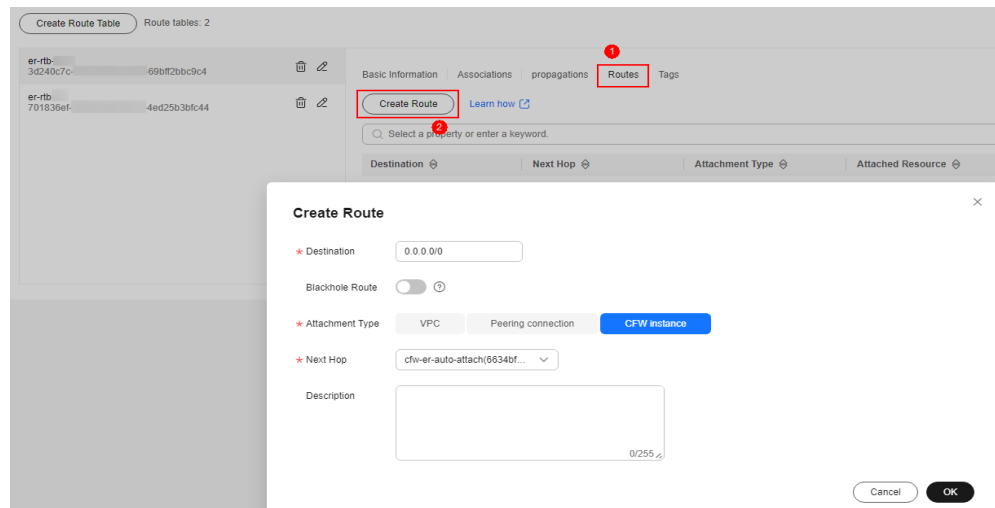 Create Route Table Route tables: 2
er-rtb-
3d240c7c- -69bff2bbc9c4
1
Basic Information Associations propagations Routes Tags
er-rtb
701836ef- -4ed25b3bfc44
Create Route Learn how
2
Select a property or enter a keyword.
Destination Next Hop Attachment Type Attached Resource
Create Route
* Destination 0.0.0.0/0
Blackhole Route
* Attachment Type VPC Peering connection CFW instance
* Next Hop cfw-er-auto-attach(6634bf...
Description
0/255
Cancel OK